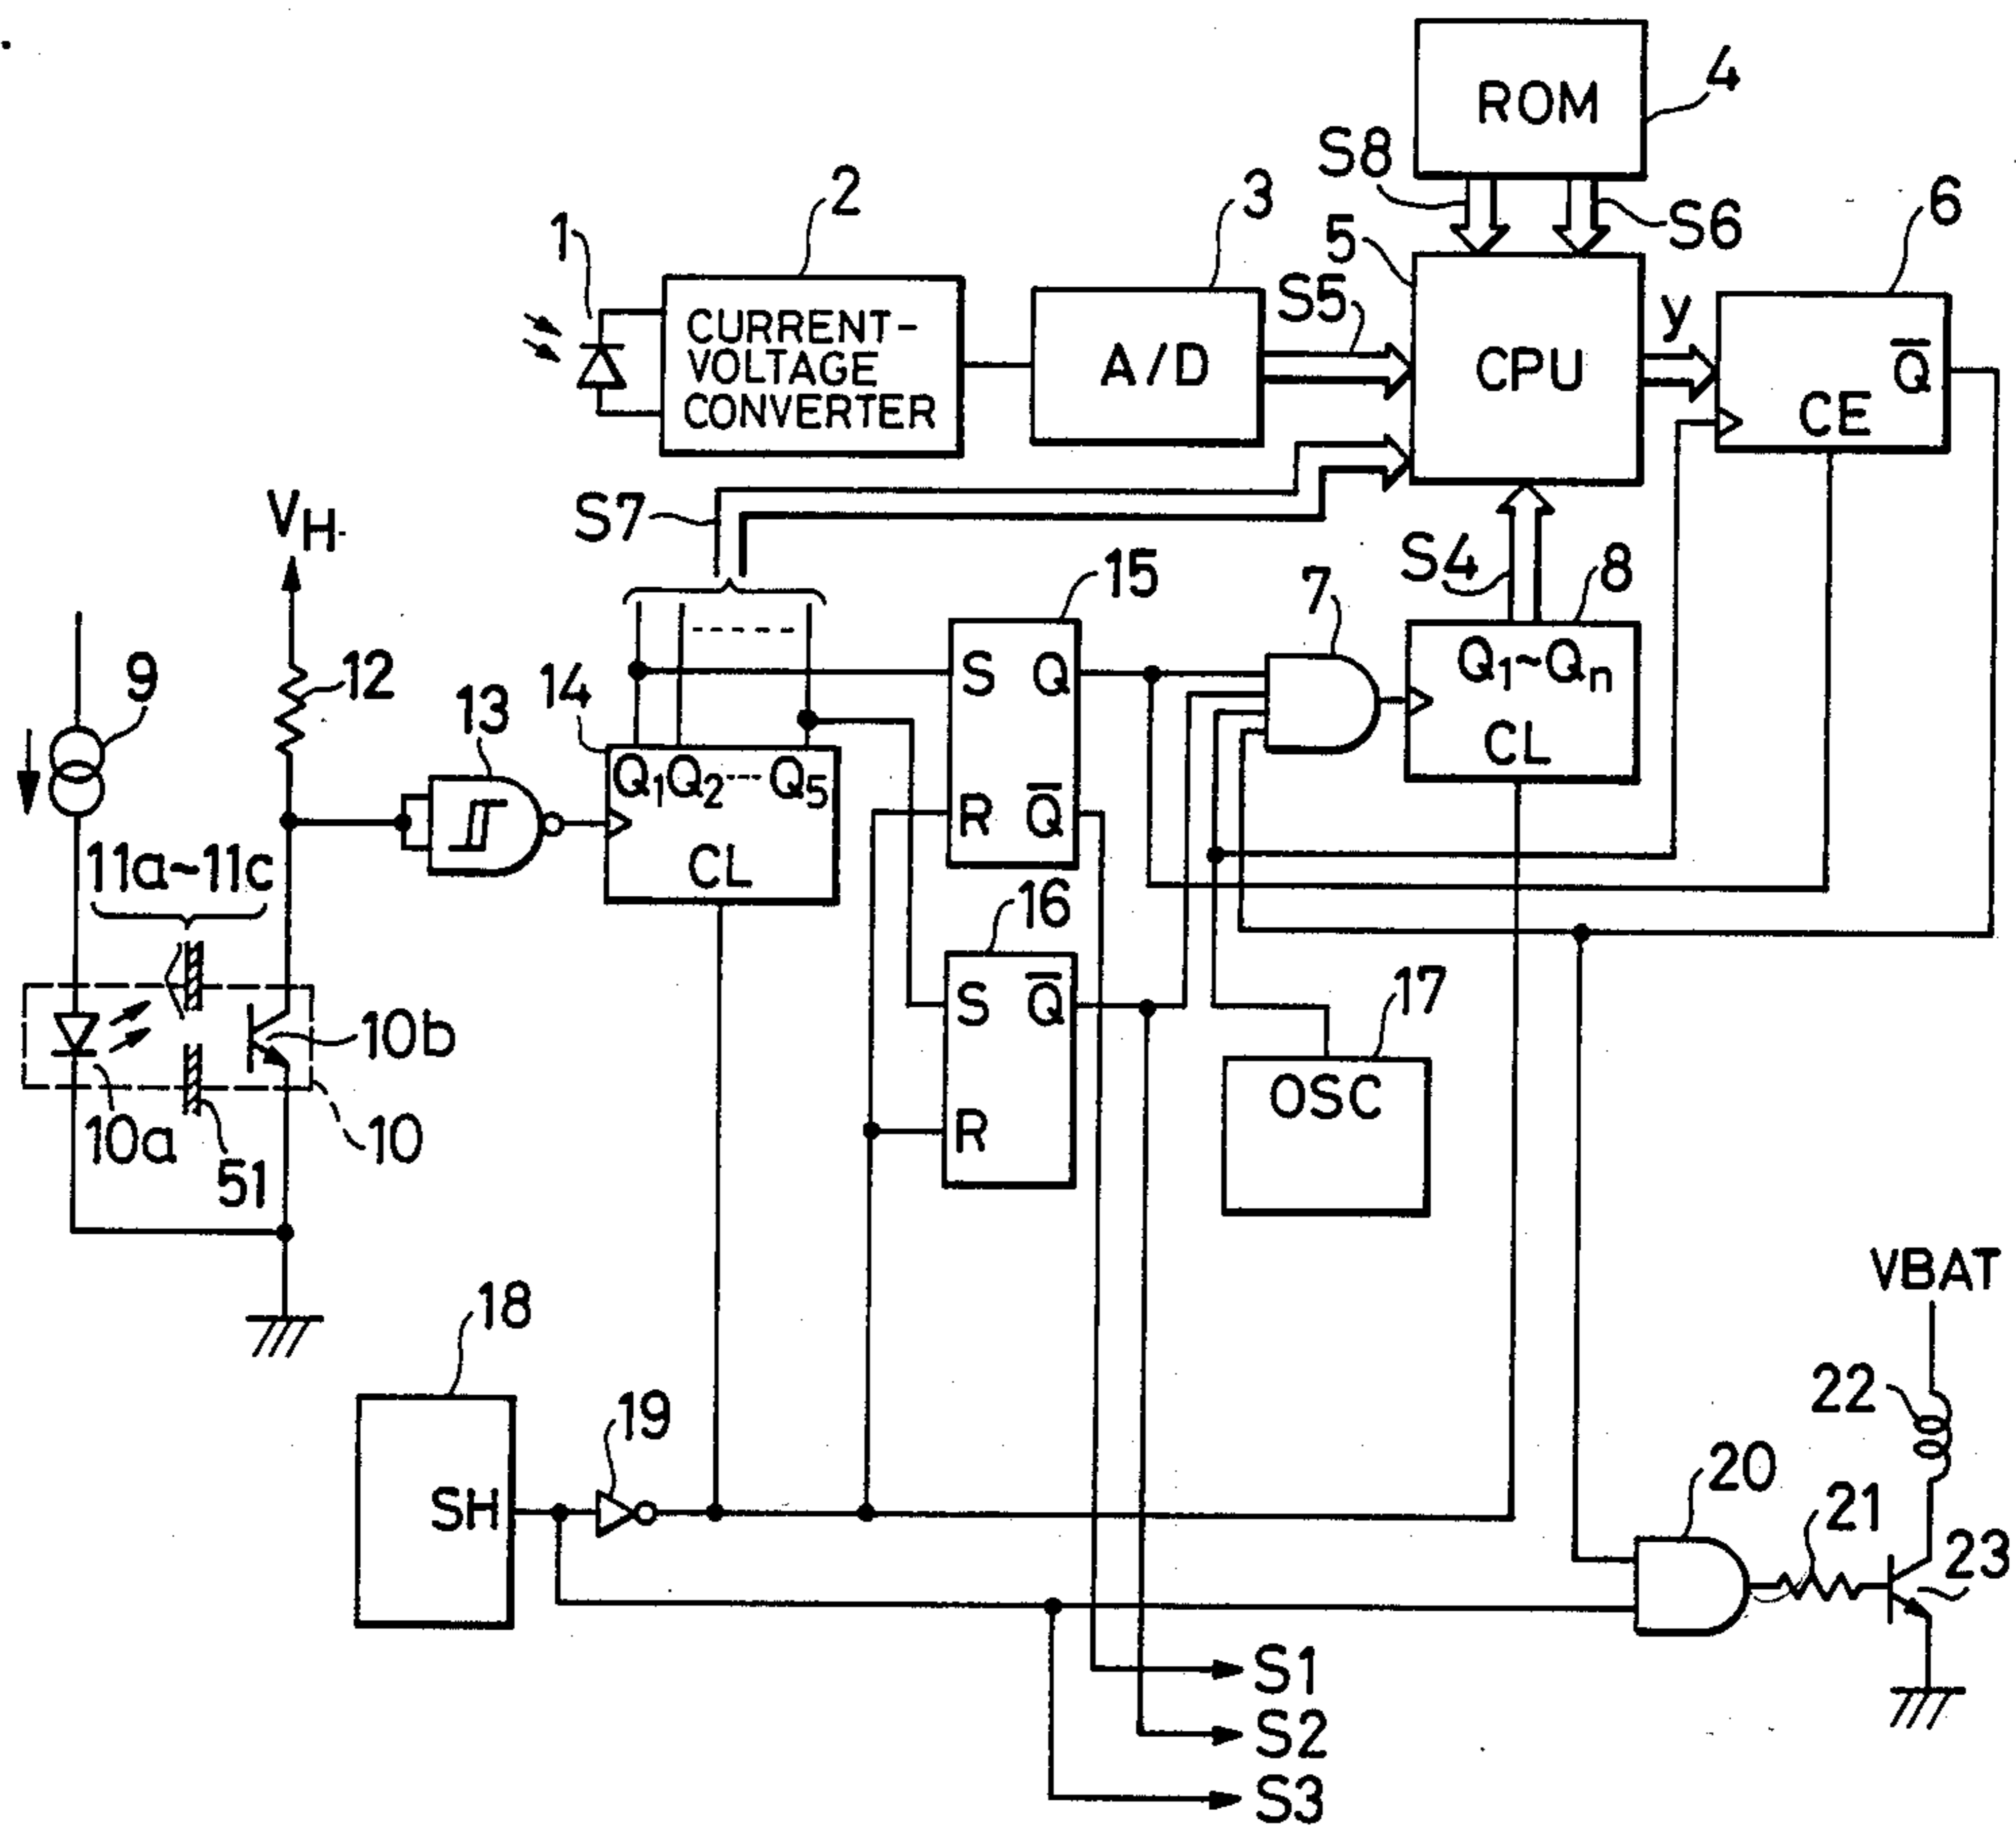 ROM
4
S8
S6
6
2
3
5
1
S5
y
CURRENT-
VOLTAGE
CONVERTER
A/D
CPU
Q̅
CE
VH
S7
S4
8
15
7
9
12
13
14
S Q
Q1~Qn
CL
Q1 Q2---Q5
R Q̅
CL
11a~11c
16
17
S Q̅
10b
OSC
R
10a
51
10
VBAT
18
19
22
SH
20
21
23
S1
S2
S3